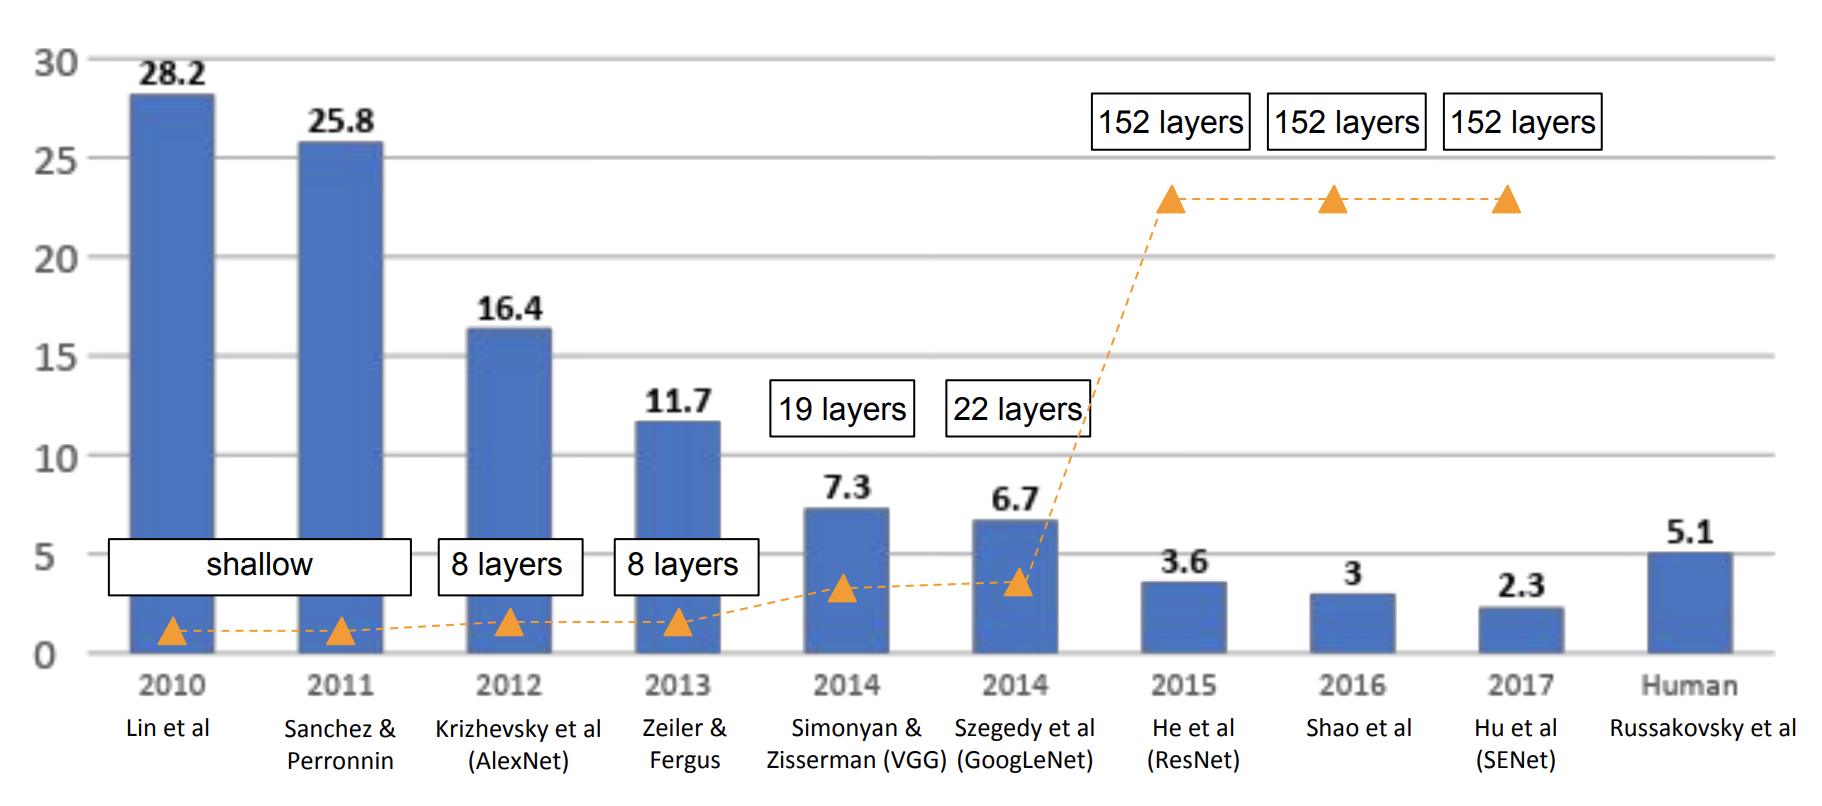 30
28.2
25.8
152 layers
152 layers
152 layers
25
20
16.4
15
11.7
19 layers
22 layers
10
7.3
6.7
5.1
5
shallow
8 layers
8 layers
3.6
3
2.3
0
2010
2011
2012
2013
2014
2014
2015
2016
2017
Human
Lin et al
Sanchez &
Perronnin
Krizhevsky et al
(AlexNet)
Zeiler &
Fergus
Simonyan &
Zisserman (VGG)
Szegedy et al
(GoogLeNet)
He et al
(ResNet)
Shao et al
Hu et al
(SENet)
Russakovsky et al